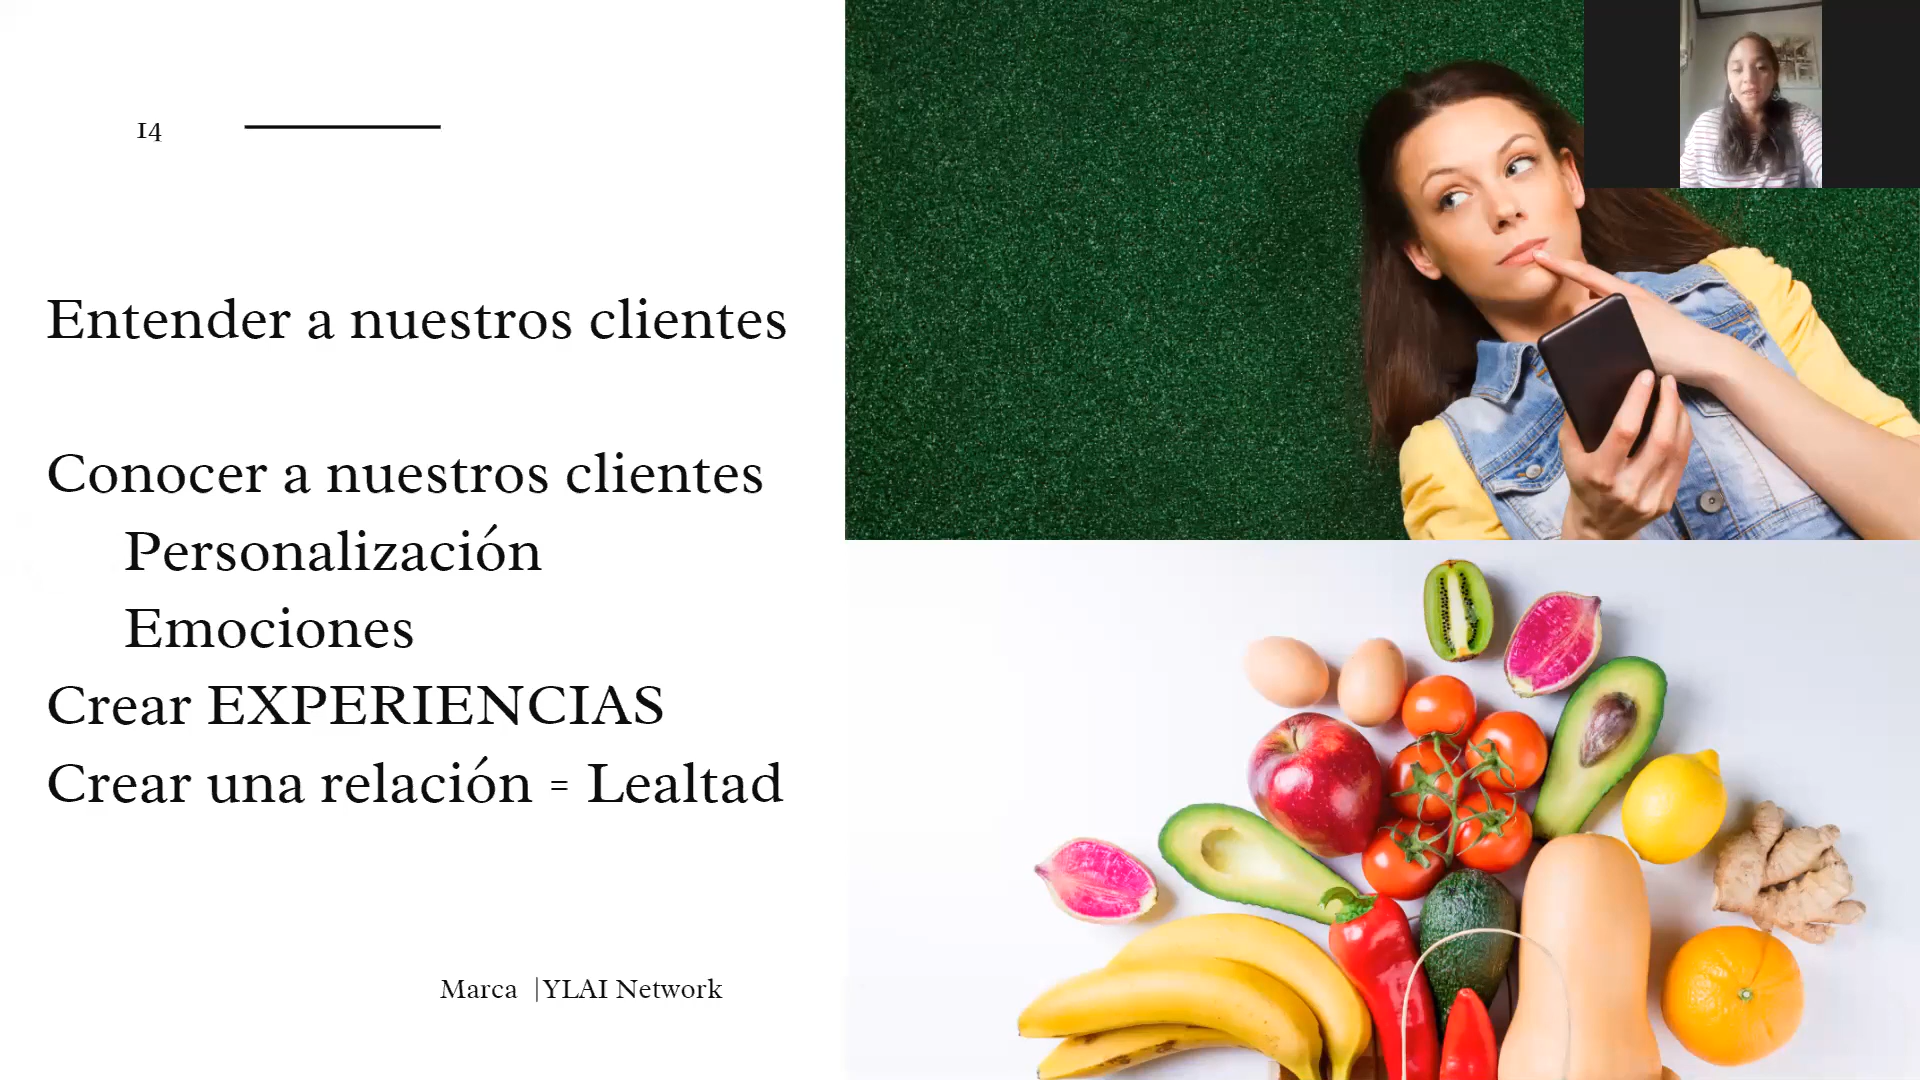 14
Entender a nuestros clientes
Conocer a nuestros clientes
Personalización
Emociones
Crear EXPERIENCIAS
Crear una relación = Lealtad
Marca |YLAI Network